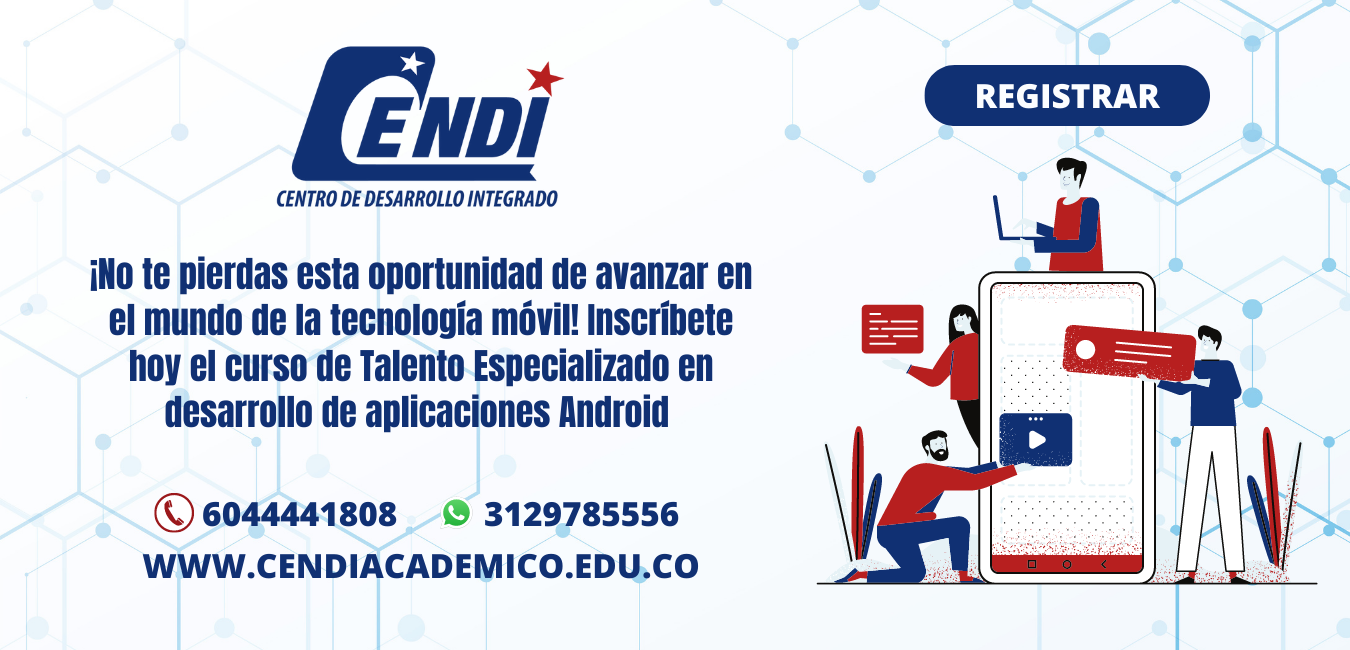 CENDI
CENTRO DE DESARROLLO INTEGRADO
¡No te pierdas esta oportunidad de avanzar en
el mundo de la tecnología móvil! Inscríbete
hoy el curso de Talento Especializado en
desarrollo de aplicaciones Android
6044441808 3129785556
WWW.CENDIACADEMICO.EDU.CO
REGISTRAR